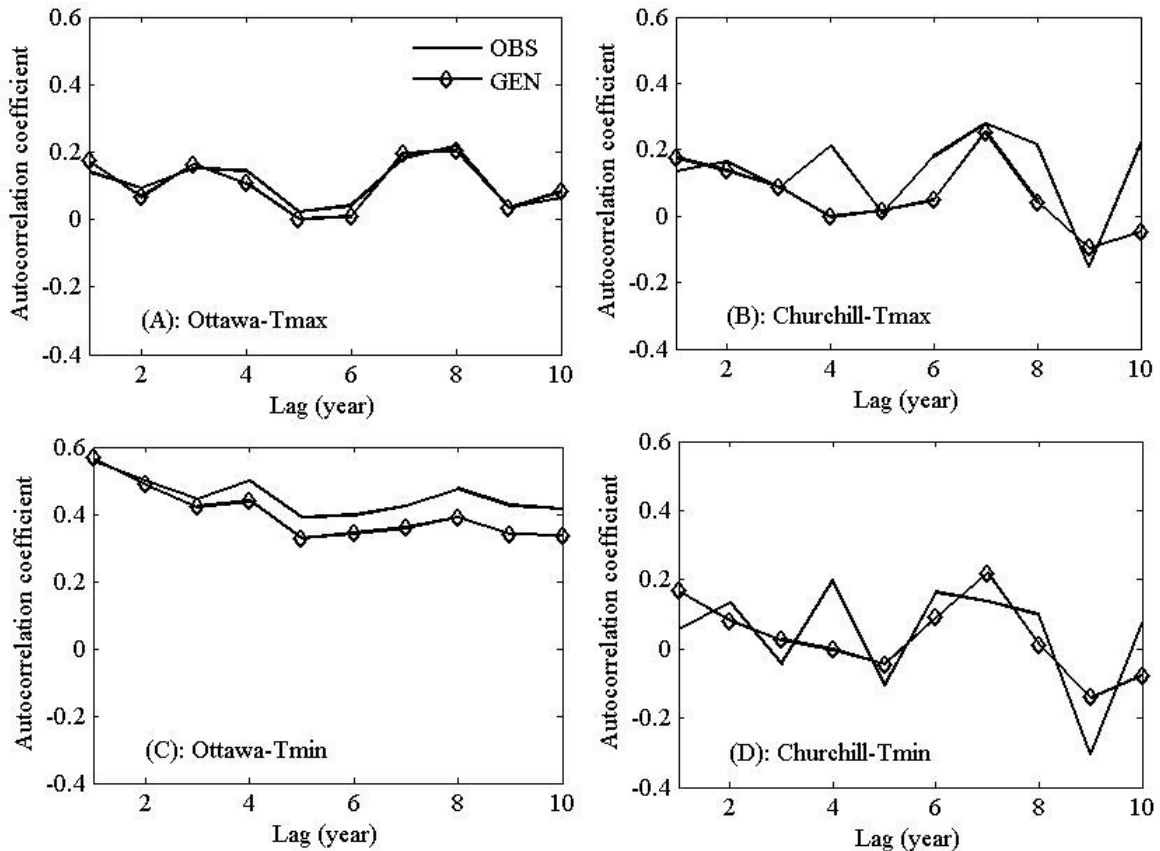 0.6
0.4
0.2
0
-0.2
-0.4
Autocorrelation coefficient
OBS
GEN
(A): Ottawa-Tmax
2 4 6 8 10
Lag (year)
0.6
0.4
0.2
0
-0.2
-0.4
Autocorrelation coefficient
(B): Churchill-Tmax
2 4 6 8 10
Lag (year)
0.6
0.4
0.2
0
-0.2
-0.4
Autocorrelation coefficient
(C): Ottawa-Tmin
2 4 6 8 10
Lag (year)
0.6
0.4
0.2
0
-0.2
-0.4
Autocorrelation coefficient
(D): Churchill-Tmin
2 4 6 8 10
Lag (year)